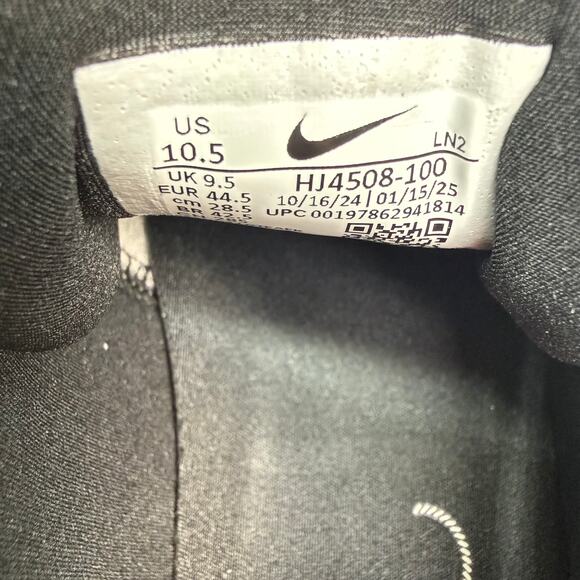 US
10.5
LN2
UK 9.5
HJ4508-100
EUR 44.5
10/16/24 | 01/15/25
cm 28.5
UPC 00197862941814
BR